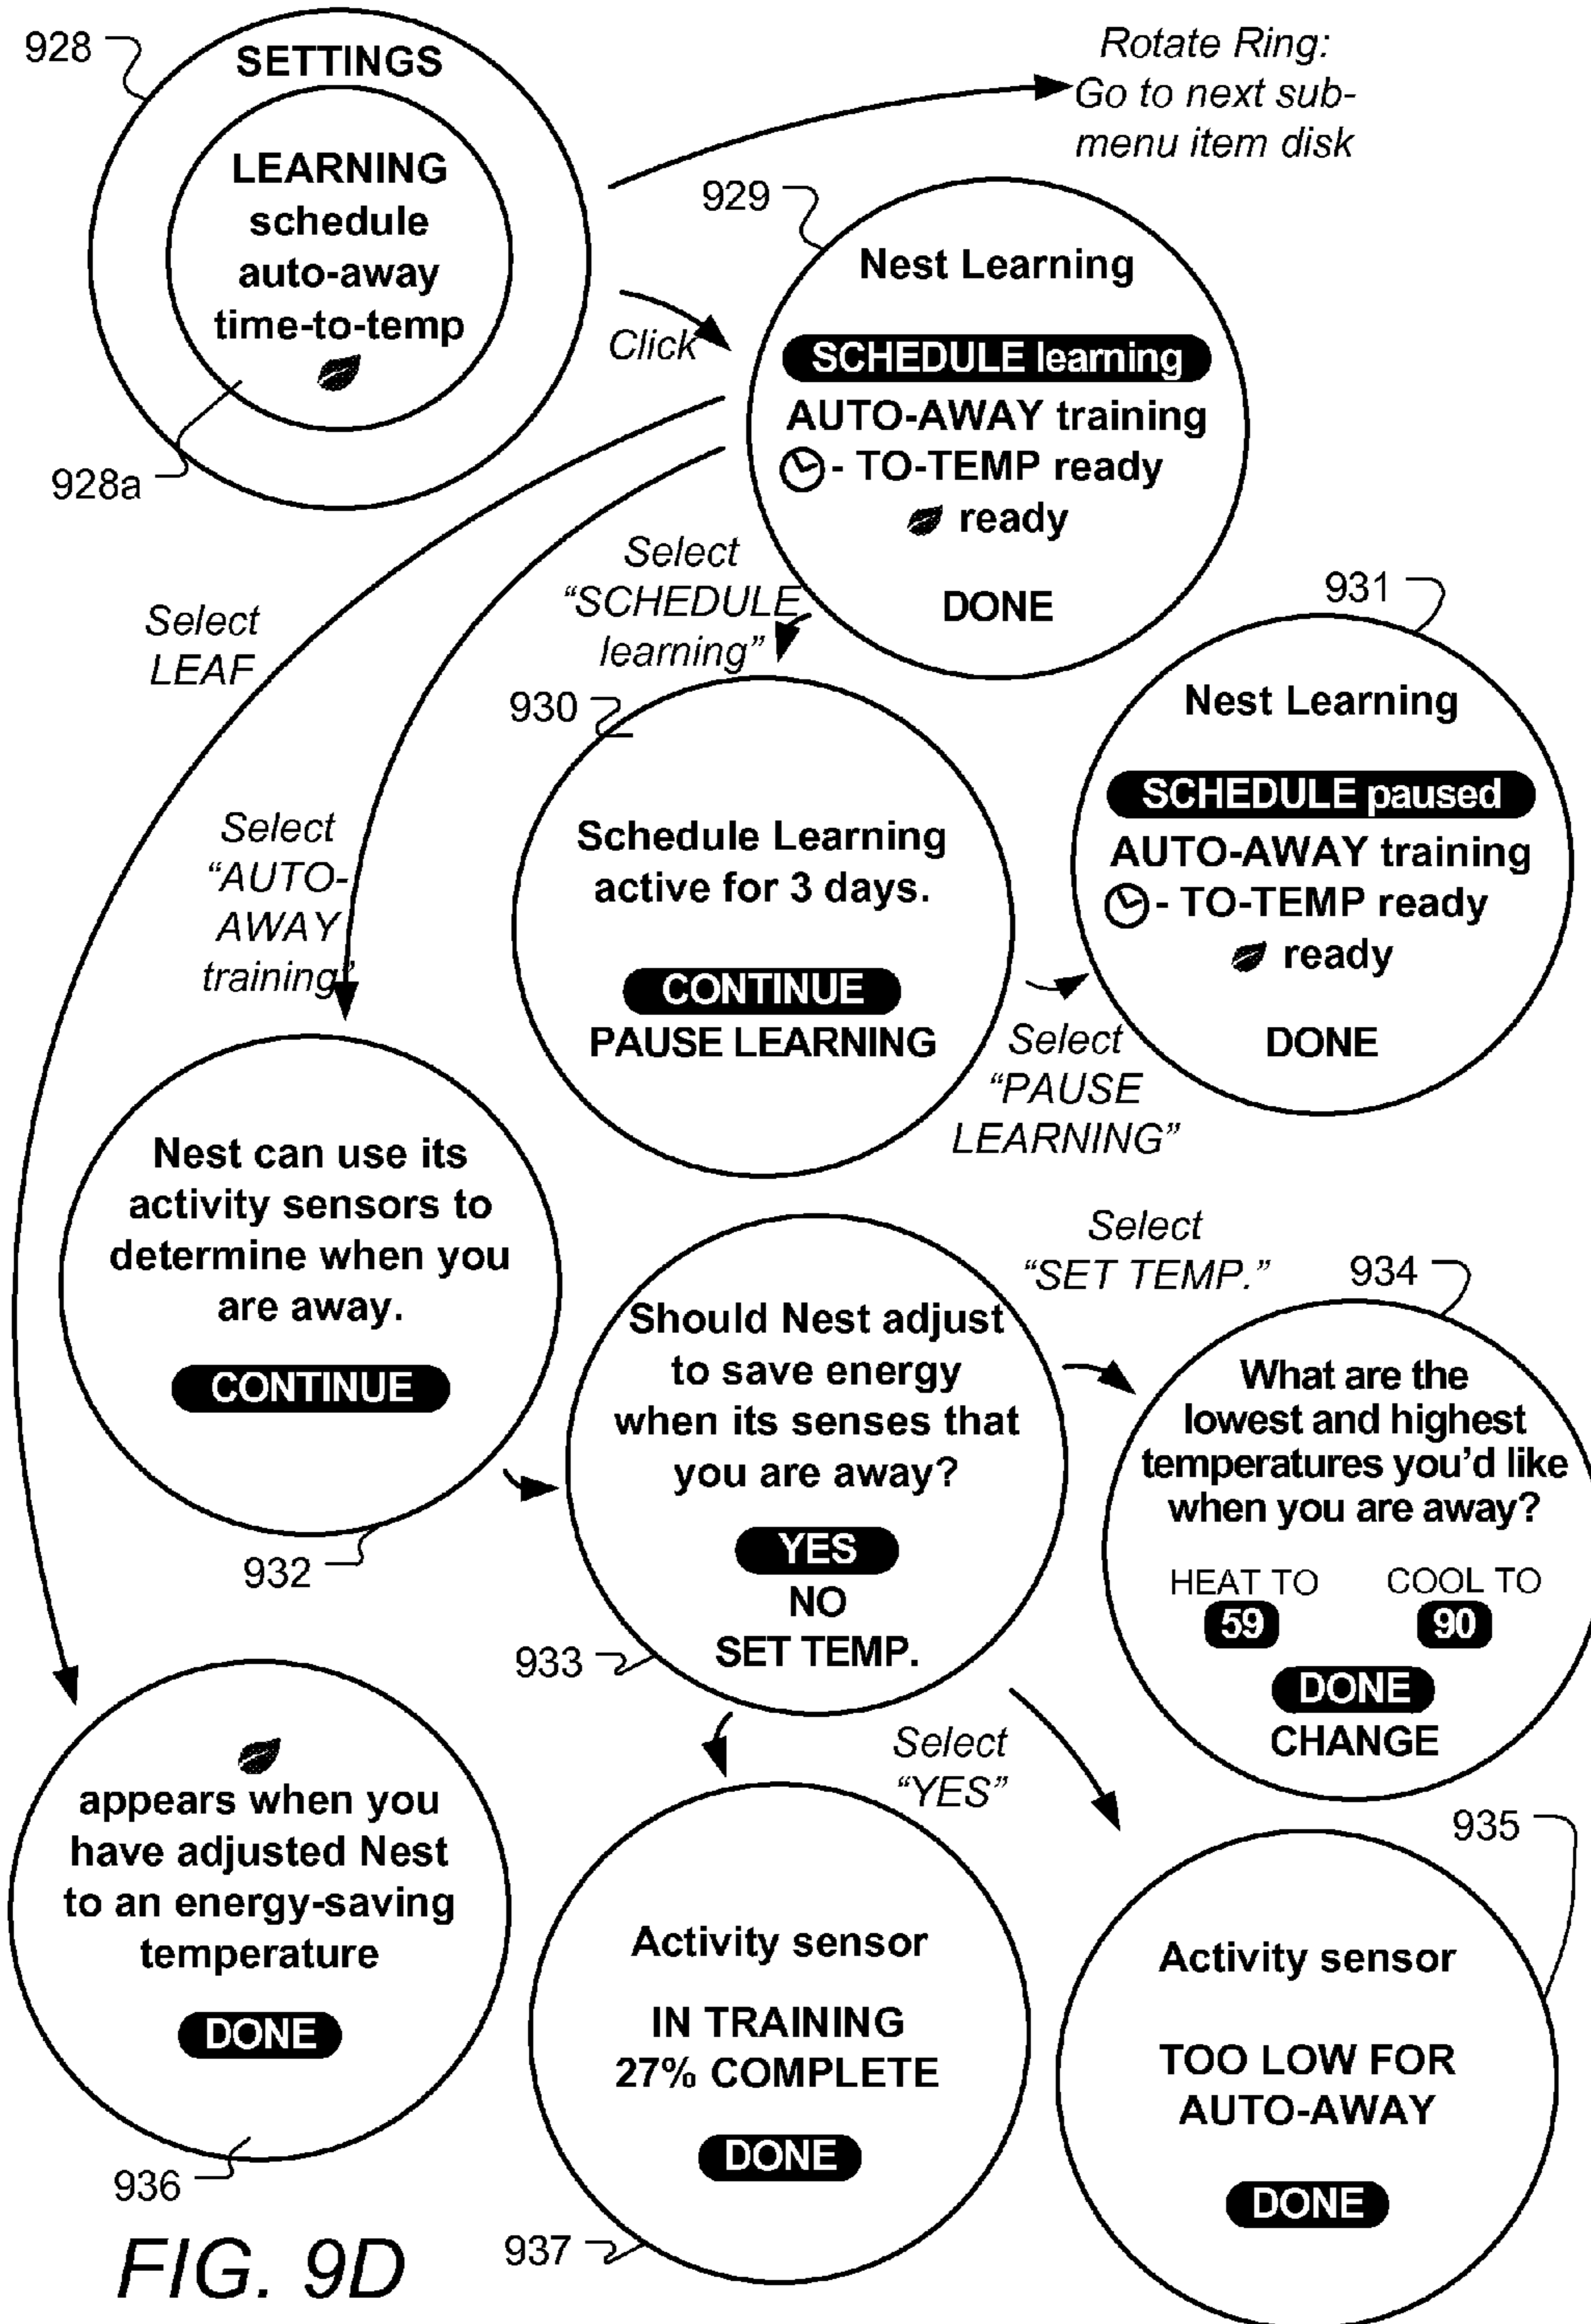 928
SETTINGS
LEARNING
schedule
auto-away
time-to-temp
928a
Rotate Ring:
Go to next sub-
menu item disk
Click
929
Nest Learning
SCHEDULE learning
AUTO-AWAY training
- TO-TEMP ready
ready
DONE
Select
LEAF
Select
"AUTO-
AWAY
training"
Select
“SCHEDULE
learning”
930
Schedule Learning
active for 3 days.
CONTINUE
PAUSE LEARNING
Select
“PAUSE
LEARNING”
931
Nest Learning
SCHEDULE paused
AUTO-AWAY training
- TO-TEMP ready
ready
DONE
Nest can use its
activity sensors to
determine when you
are away.
CONTINUE
932
Should Nest adjust
to save energy
when its senses that
you are away?
YES
NO
SET TEMP.
933
Select
“SET TEMP.”
934
What are the
lowest and highest
temperatures you’d like
when you are away?
HEAT TO COOL TO
59 90
DONE
CHANGE
Select
“YES”
935
Activity sensor
TOO LOW FOR
AUTO-AWAY
DONE
appears when you
have adjusted Nest
to an energy-saving
temperature
DONE
936
Activity sensor
IN TRAINING
27% COMPLETE
DONE
937
FIG. 9D